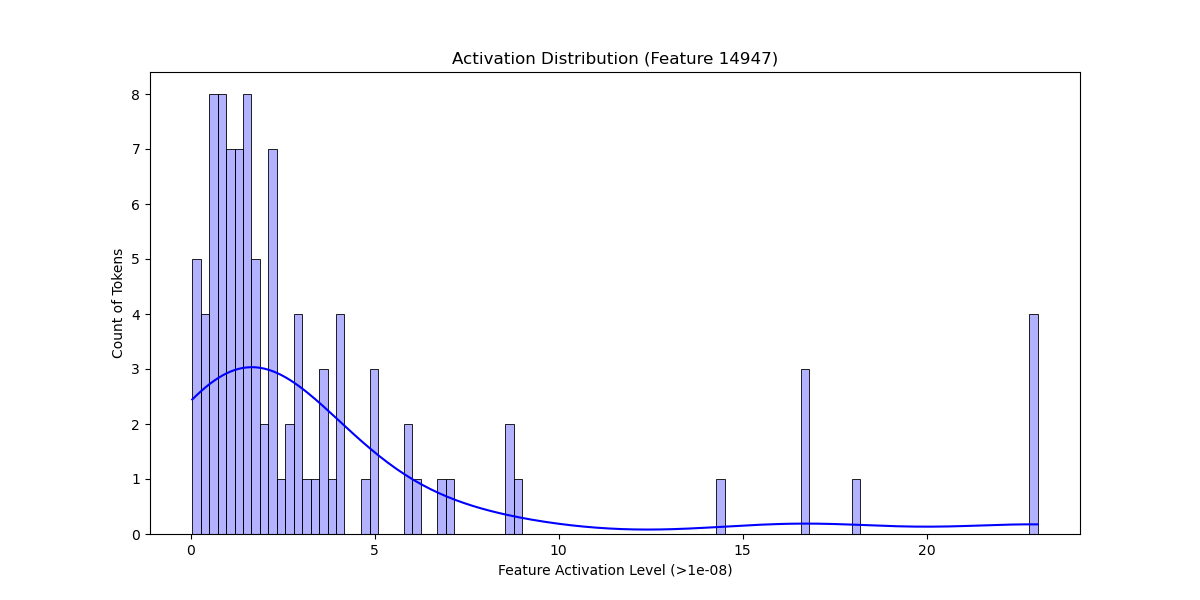 Activation Distribution (Feature 14947)
8
7
6
5
4
3
2
1
0
Count of Tokens
0 5 10 15 20
Feature Activation Level (>1e-08)